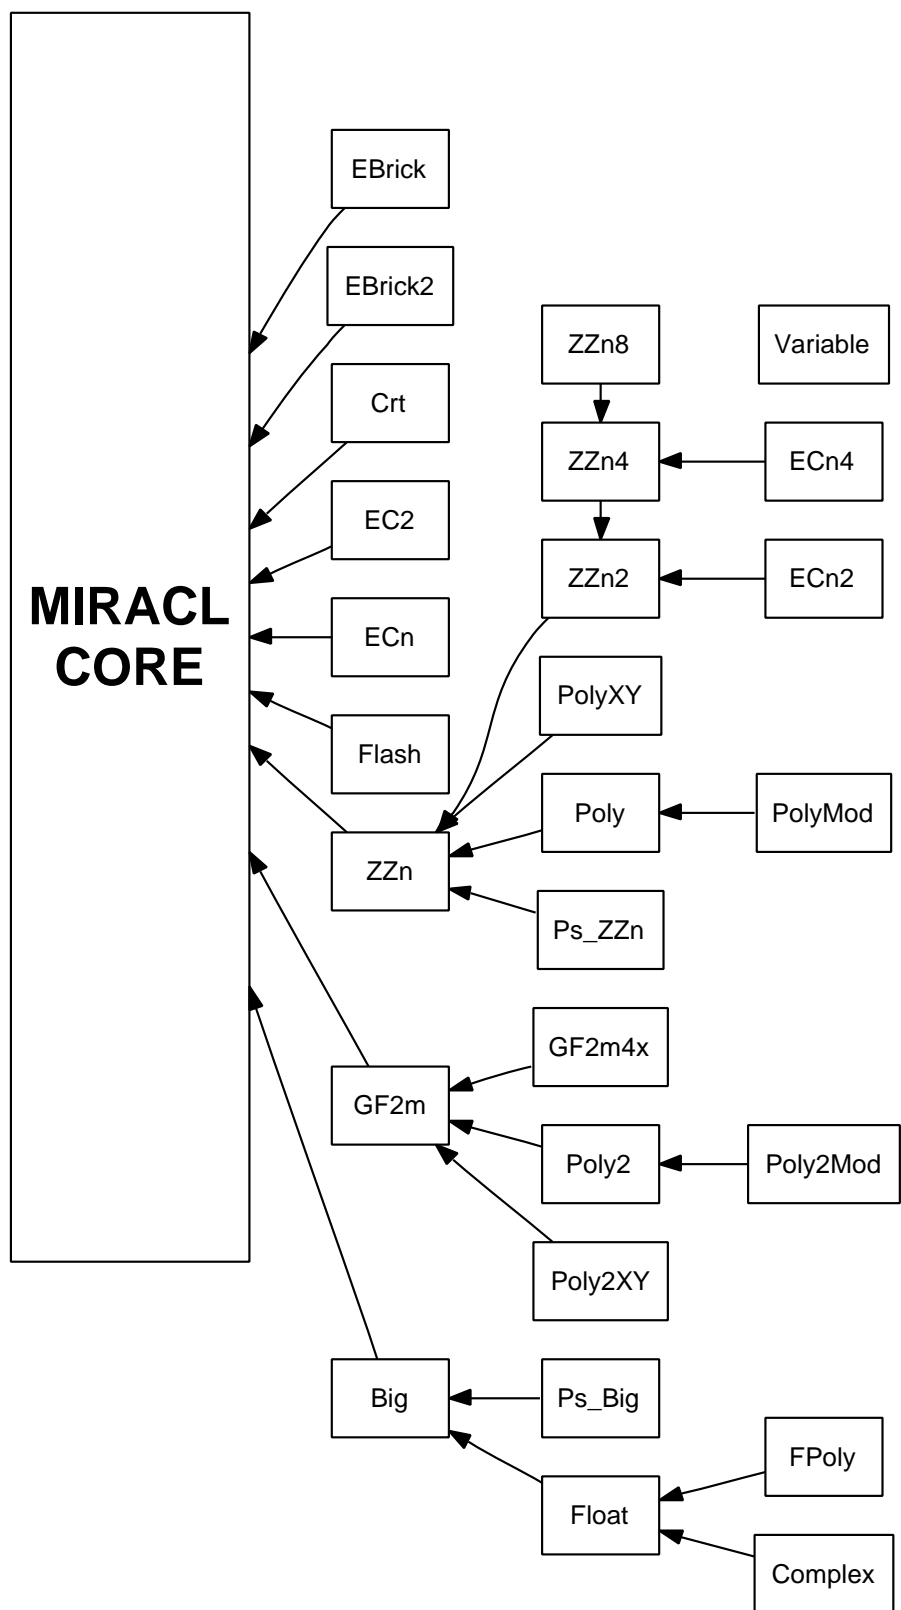 EBrick
EBrick2
ZZn8
Variable
Crt
ZZn4
ECn4
EC2
ZZn2
ECn2
MIRACL
CORE
ECn
PolyXY
Flash
Poly
PolyMod
ZZn
Ps_ZZn
GF2m4x
GF2m
Poly2
Poly2Mod
Poly2XY
Big
Ps_Big
FPoly
Float
Complex